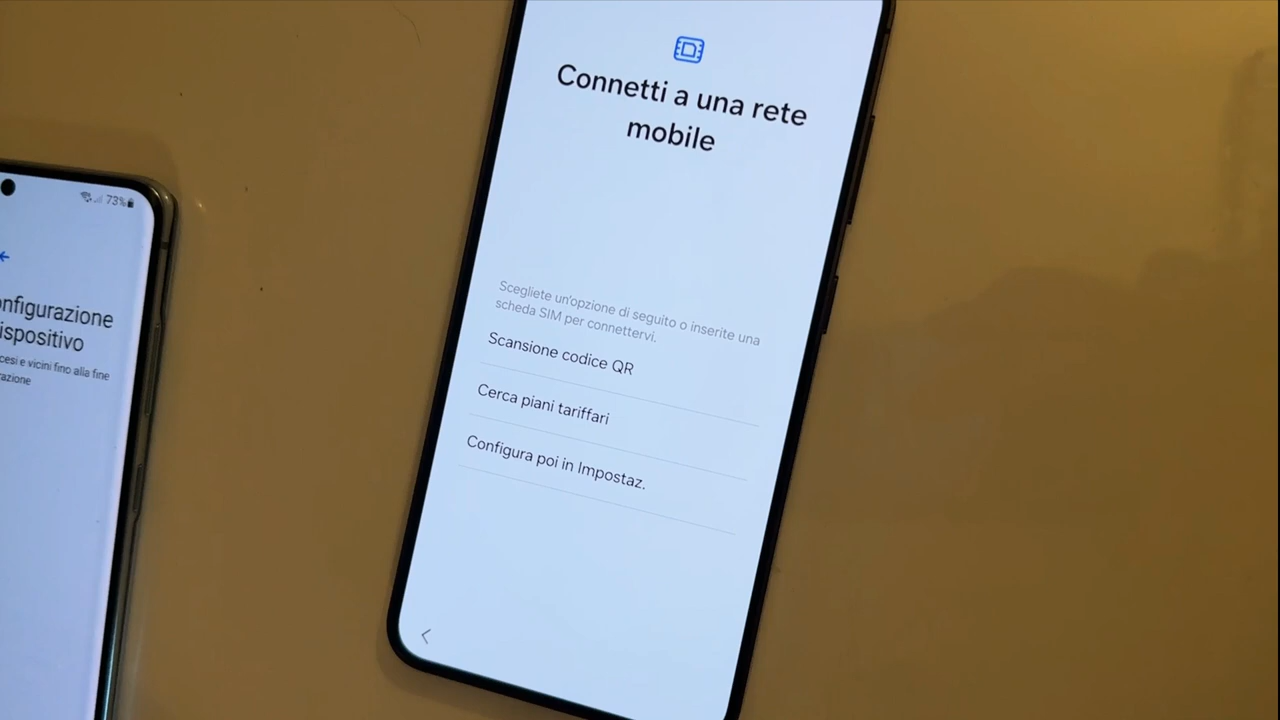 Connetti a una rete
mobile
Scegliete un'opzione di seguito o inserite una
scheda SIM per connettervi.
Scansione codice QR
Cerca piani tariffari
Configura poi in Impostaz.
73%
onfigurazione
ispositivo
cesi e vicini fino alla fine
razione